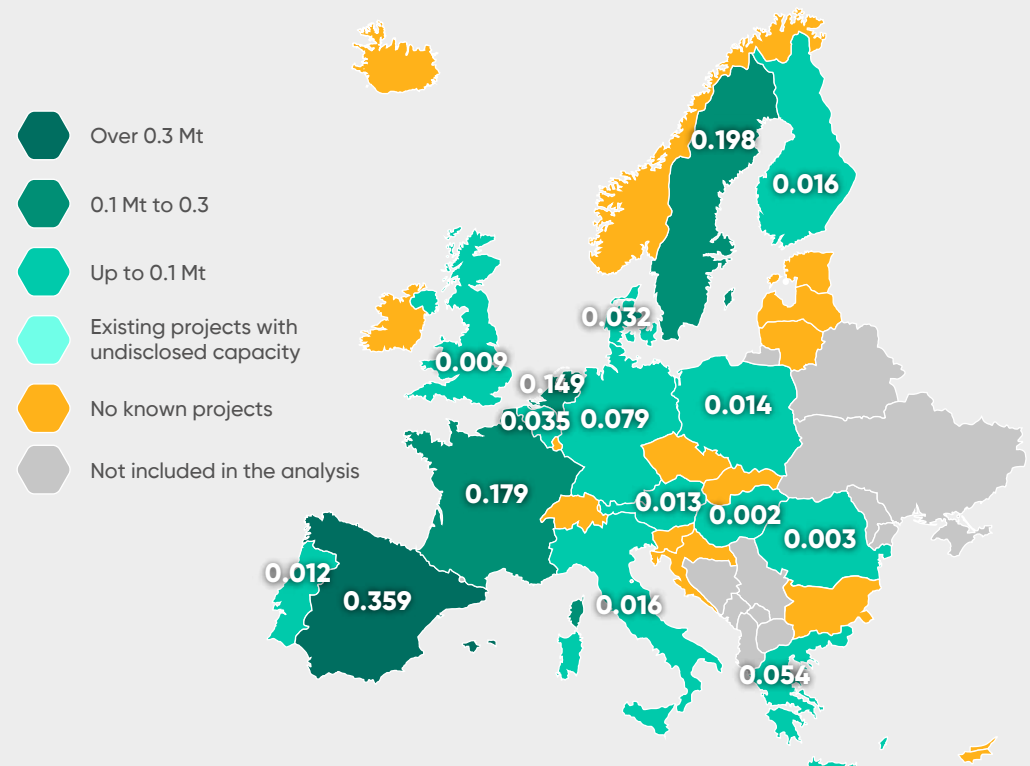 Over 0.3 Mt
0.1 Mt to 0.3
Up to 0.1 Mt
Existing projects with
undisclosed capacity
No known projects
Not included in the analysis
0.198
0.016
0.032
0.009
0.149
0.035
0.079
0.014
0.179
0.013
0.002
0.003
0.012
0.359
0.016
0.054